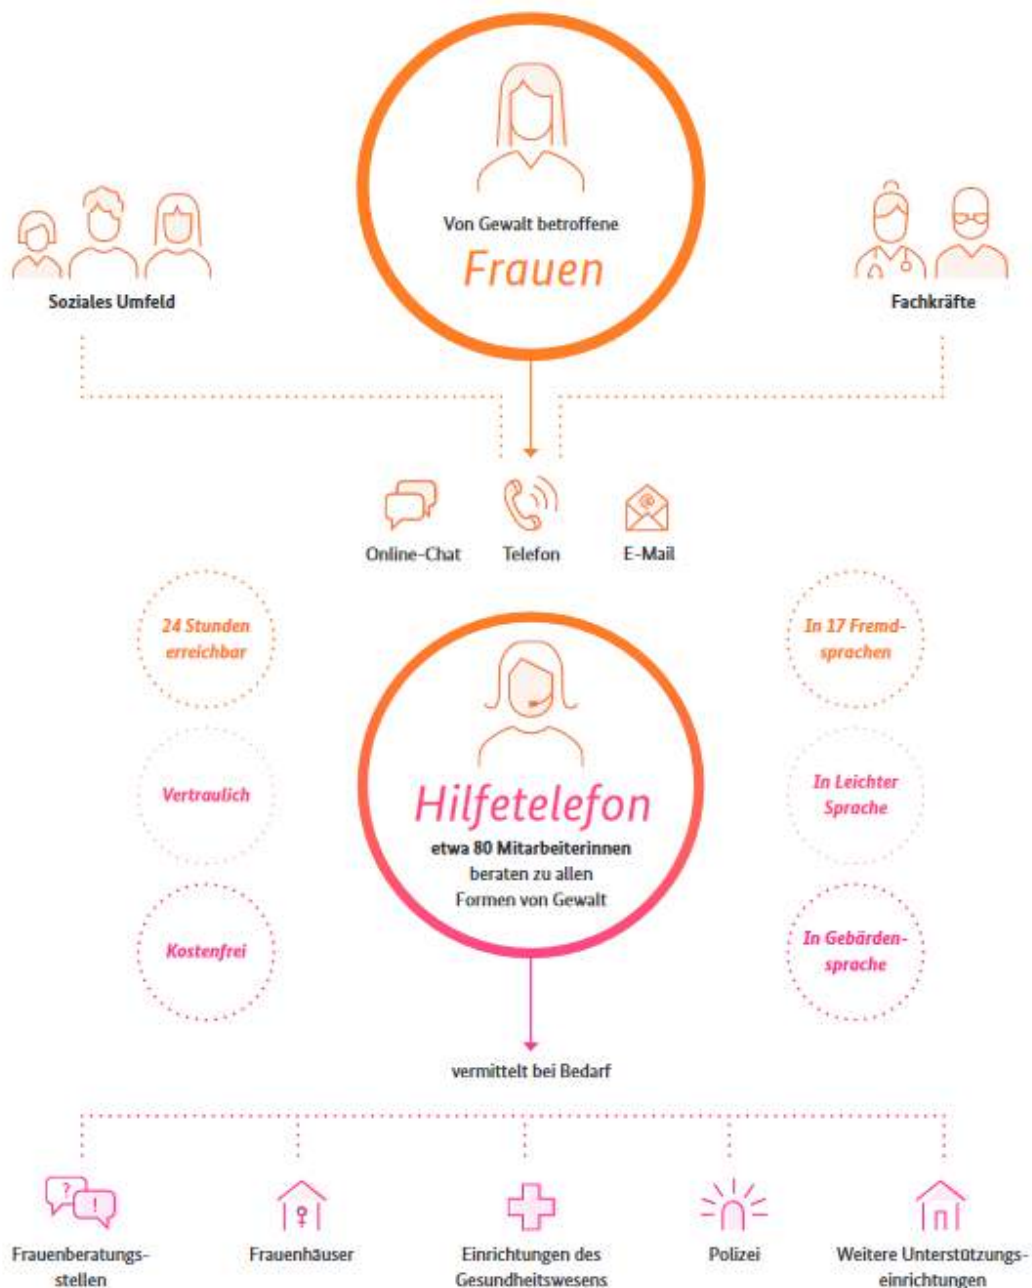 Von Gewalt betroffene
Frauen
Soziales Umfeld
Fachkräfte
Online-Chat
Telefon
E-Mail
24 Stunden
erreichbar
In 17 Fremd-
sprachen
Vertraulich
In Leichter
Sprache
Kostenfrei
In Gebärden-
sprache
Hilfetelefon
etwa 80 Mitarbeiterinnen
beraten zu allen
Formen von Gewalt
vermittelt bei Bedarf
?
!
Frauenberatungs-
stellen
Frauenhäuser
Einrichtungen des
Gesundheitswesens
Polizei
Weitere Unterstützungs-
einrichtungen